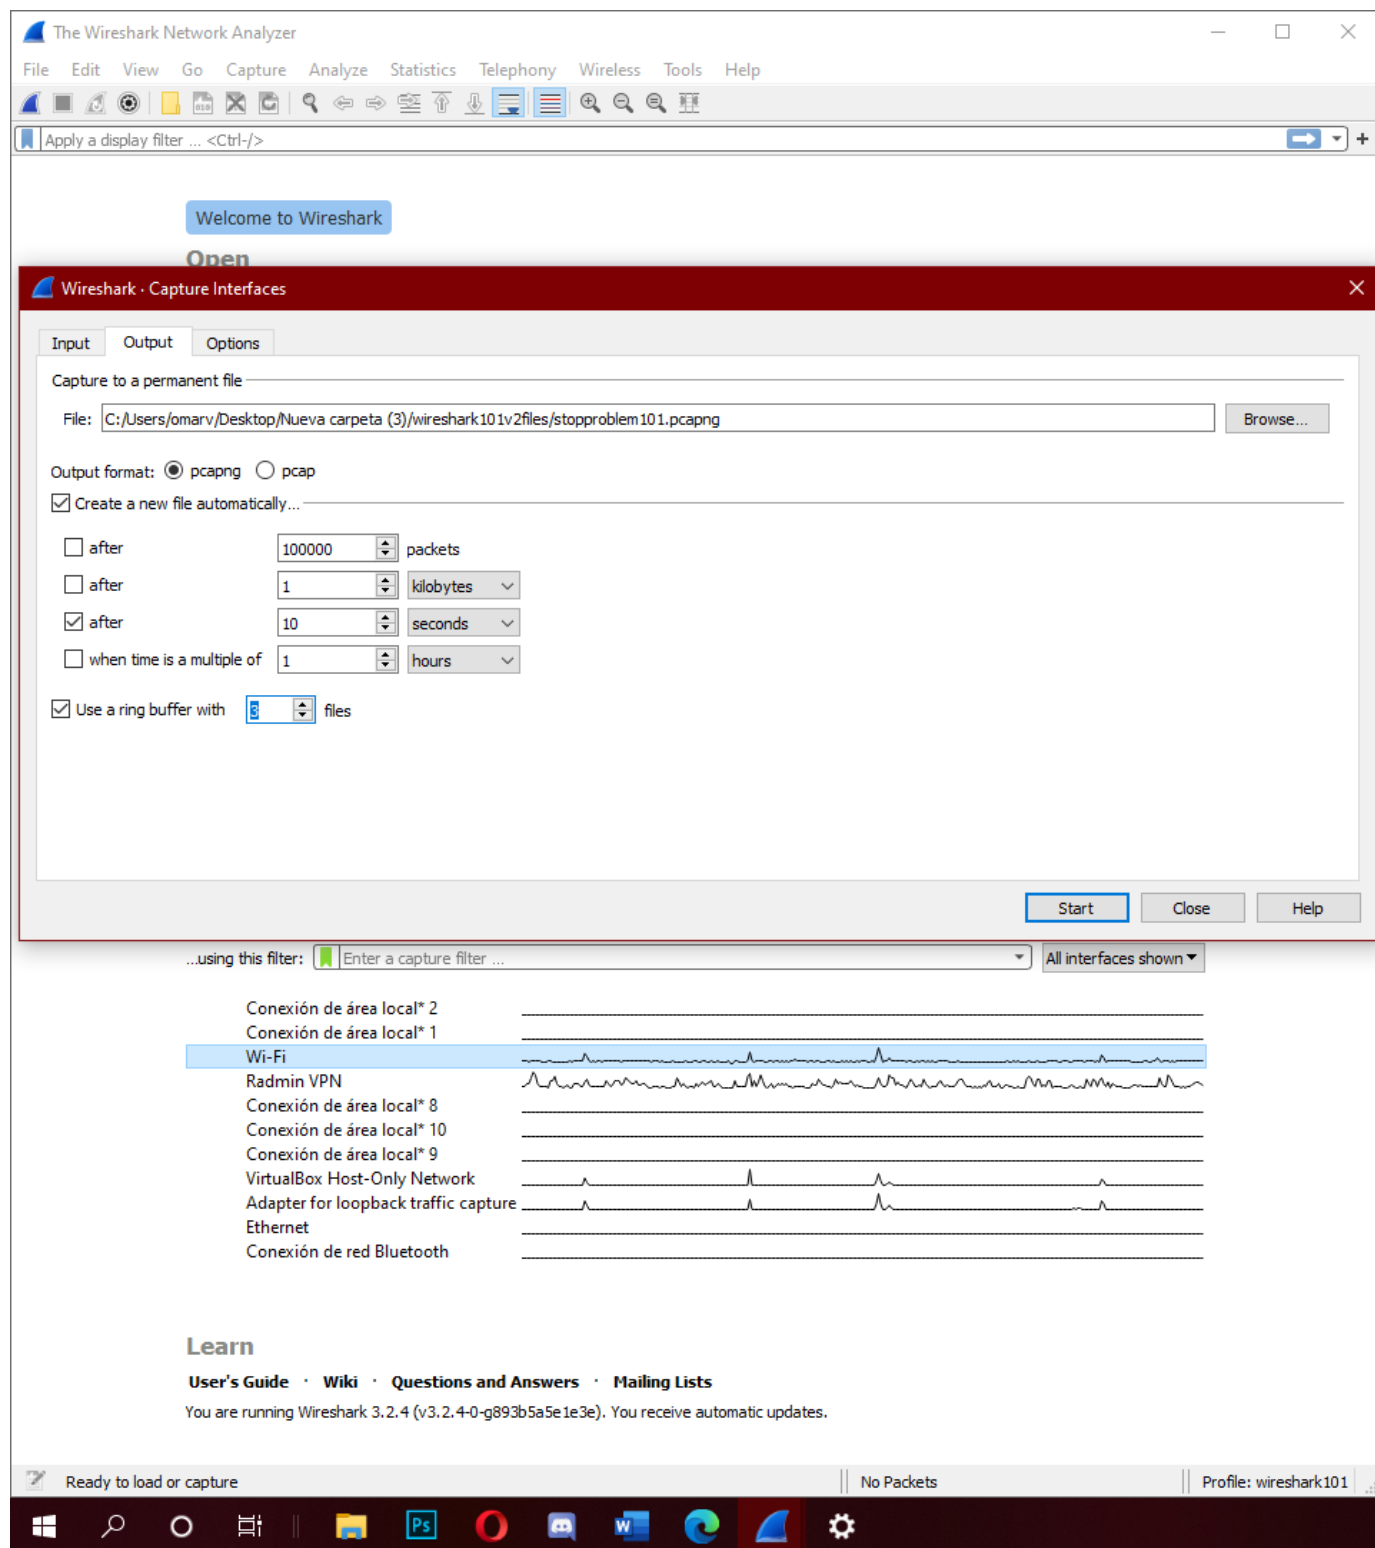 The Wireshark Network Analyzer
File Edit View Go Capture Analyze Statistics Telephony Wireless Tools Help
Apply a display filter ... <Ctrl-/>
+
Welcome to Wireshark
Open
Wireshark · Capture Interfaces
Input Output Options
Capture to a permanent file
File: C:/Users/omarv/Desktop/Nueva carpeta (3)/wireshark101v2files/stopproblem101.pcapng Browse...
Output format: pcapng pcap
Create a new file automatically...
after 100000 packets
after 1 kilobytes
after 10 seconds
when time is a multiple of 1 hours
Use a ring buffer with 3 files
Start Close Help
...using this filter: Enter a capture filter ... All interfaces shown
Conexión de área local* 2
Conexión de área local* 1
Wi-Fi
Radmin VPN
Conexión de área local* 8
Conexión de área local* 10
Conexión de área local* 9
VirtualBox Host-Only Network
Adapter for loopback traffic capture
Ethernet
Conexión de red Bluetooth
Learn
User's Guide · Wiki · Questions and Answers · Mailing Lists
You are running Wireshark 3.2.4 (v3.2.4-0-g893b5a5e1e3e). You receive automatic updates.
Ready to load or capture No Packets Profile: wireshark101
Ps W